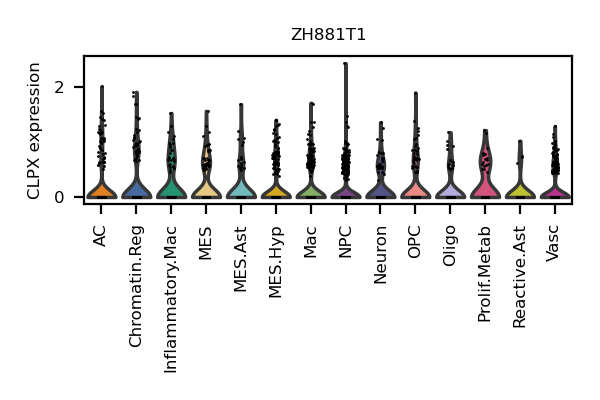 ZH881T1
CLPX expression
2
0
AC
Chromatin.Reg
Inflammatory.Mac
MES
MES.Ast
MES.Hyp
Mac
NPC
Neuron
OPC
Oligo
Prolif.Metab
Reactive.Ast
Vasc